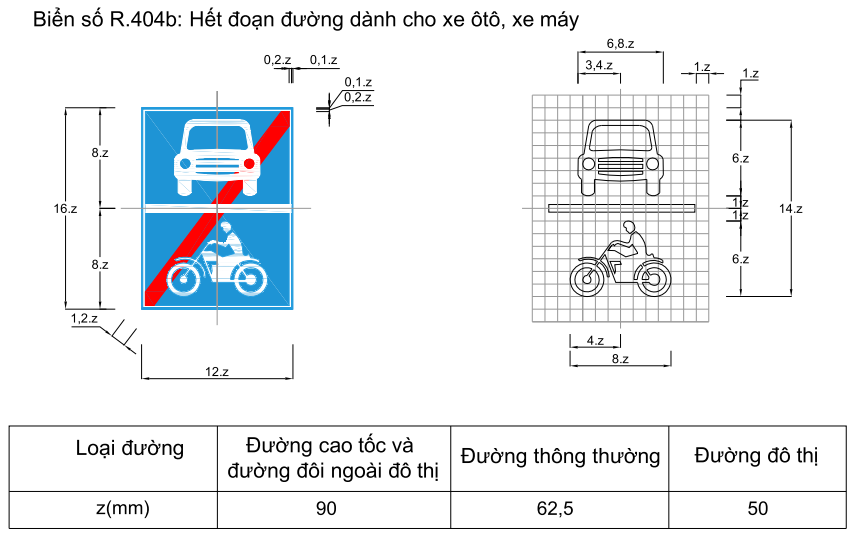 Biển số R.404b: Hết đoạn đường dành cho xe ôtô, xe máy
0,2.z 0,1.z
0,1.z
0,2.z
8.z
16.z
8.z
1,2.z
12.z
6,8.z
3,4.z
1.z
1.z
6.z
1.z
14.z
1.z
6.z
4.z
8.z
Loại đường
Đường cao tốc và
đường đôi ngoài đô thị
Đường thông thường
Đường đô thị
z(mm) 90 62,5 50